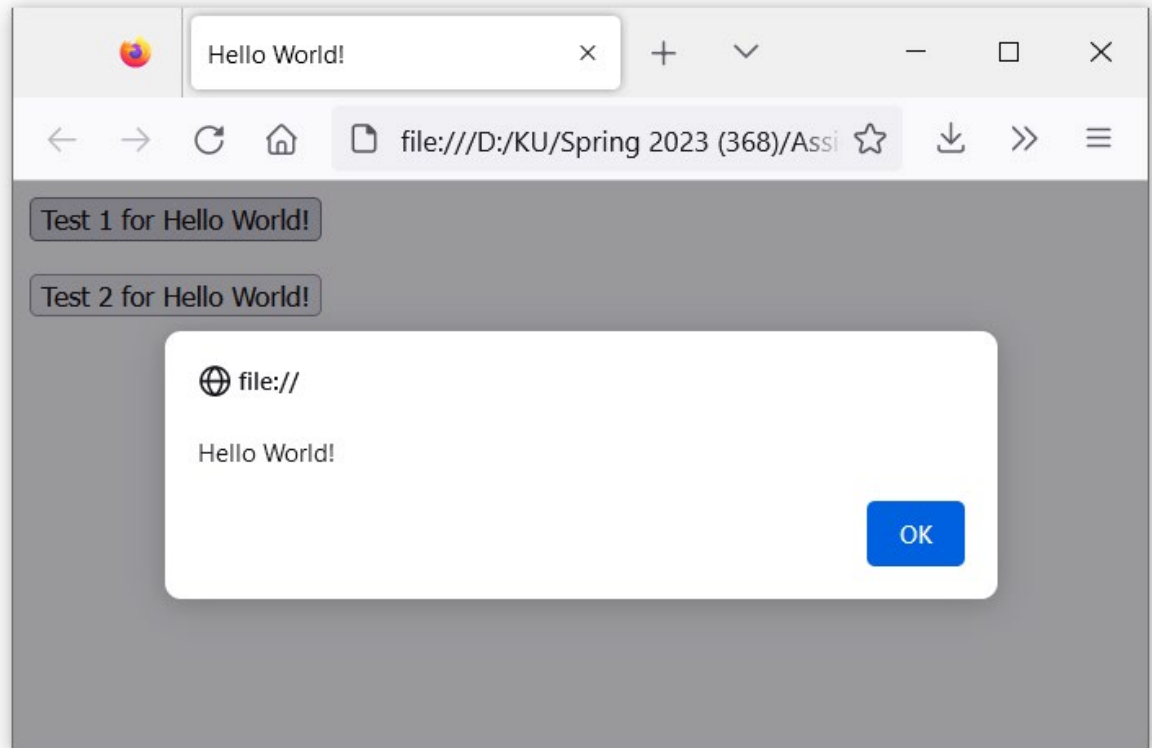 Hello World!
file:///D:/KU/Spring 2023 (368)/Assi
Test 1 for Hello World!
Test 2 for Hello World!
file://
Hello World!
OK